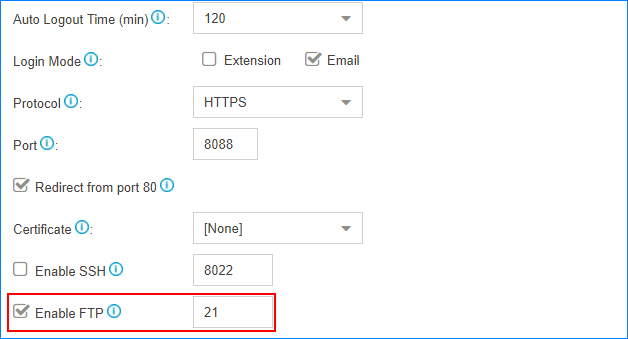 Auto Logout Time (min) : 120
Login Mode : Extension Email
Protocol : HTTPS
Port : 8088
Redirect from port 80
Certificate : [None]
Enable SSH 8022
Enable FTP 21